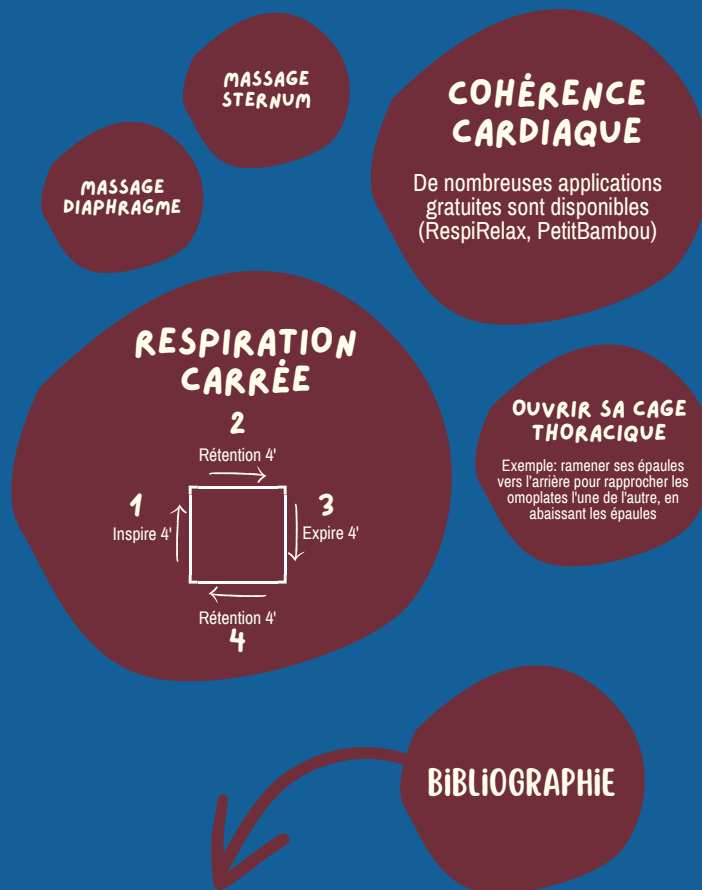 MASSAGE
STERNUM
MASSAGE
DIAPHRAGME
COHÉRENCE
CARDIAQUE
De nombreuses applications
gratuites sont disponibles
(RespiRelax, PetitBambou)
RESPIRATION
CARRÉE
2
Rétention 4'
1
Inspire 4'
3
Expire 4'
Rétention 4'
4
OUVRIR SA CAGE
THORACIQUE
Exemple: ramener ses épaules
vers l'arrière pour rapprocher les
omoplates l'une de l'autre, en
abaissant les épaules
BIBLIOGRAPHIE